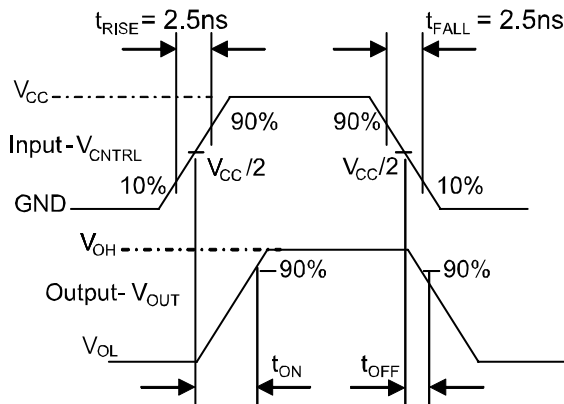 tRISE = 2.5ns
tFALL = 2.5ns
VCC
90%
90%
Input-VCNTRL
VCC/2
VCC/2
10%
10%
GND
VOH
90%
90%
Output-VOUT
VOL
tON
tOFF